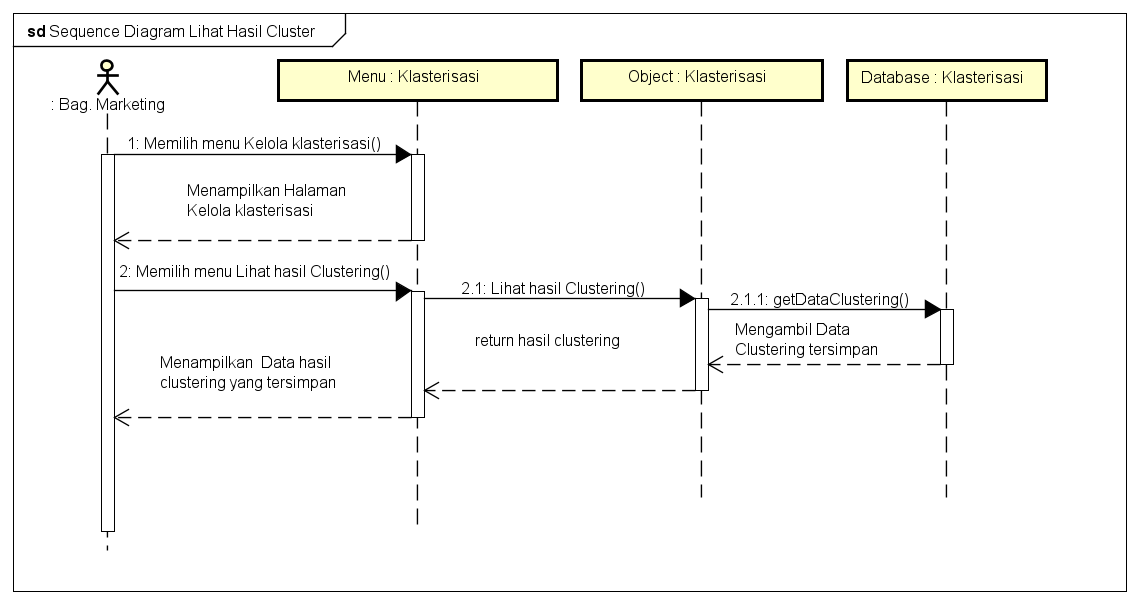 sd Sequence Diagram Lihat Hasil Cluster
: Bag. Marketing
Menu : Klasterisasi
Object : Klasterisasi
Database : Klasterisasi
1: Memilih menu Kelola klasterisasi()
Menampilkan Halaman
Kelola klasterisasi
2: Memilih menu Lihat hasil Clustering()
2.1: Lihat hasil Clustering()
2.1.1: getDataClustering()
Mengambil Data
Clustering tersimpan
return hasil clustering
Menampilkan Data hasil
clustering yang tersimpan